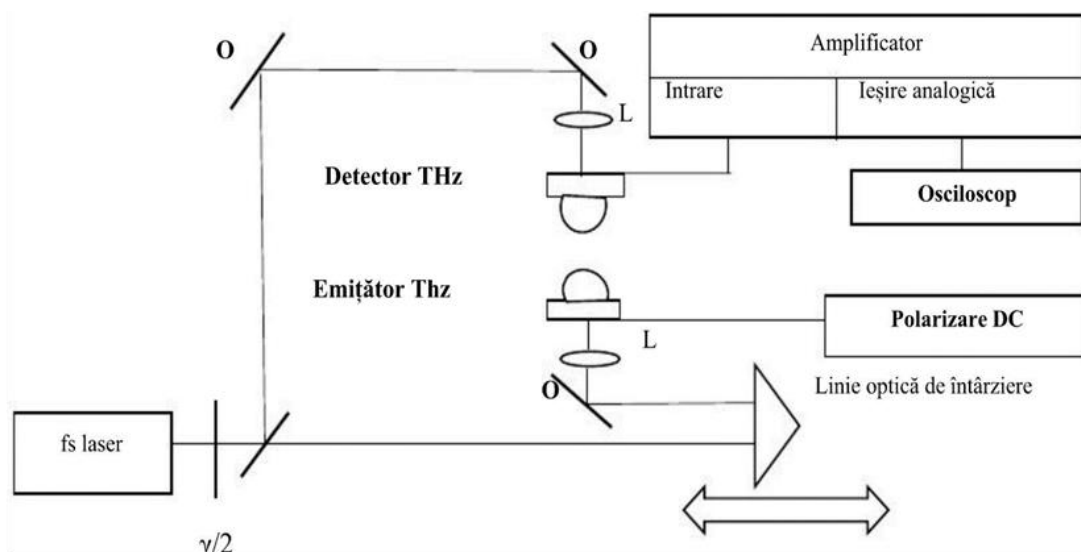 O
O
Amplificator
Intrare
Ieșire analogică
L
Detector THz
Osciloscop
Emițător Thz
Polarizare DC
L
O
Linie optică de întârziere
fs laser
γ/2